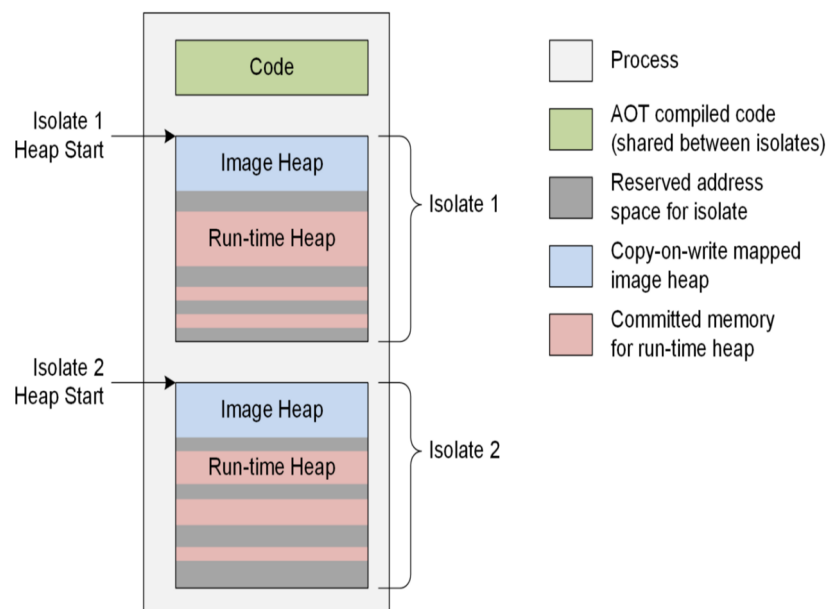 Code
Isolate 1
Heap Start
Image Heap
Run-time Heap
Isolate 1
Isolate 2
Heap Start
Image Heap
Run-time Heap
Isolate 2
Process
AOT compiled code
(shared between isolates)
Reserved address
space for isolate
Copy-on-write mapped
image heap
Committed memory
for run-time heap